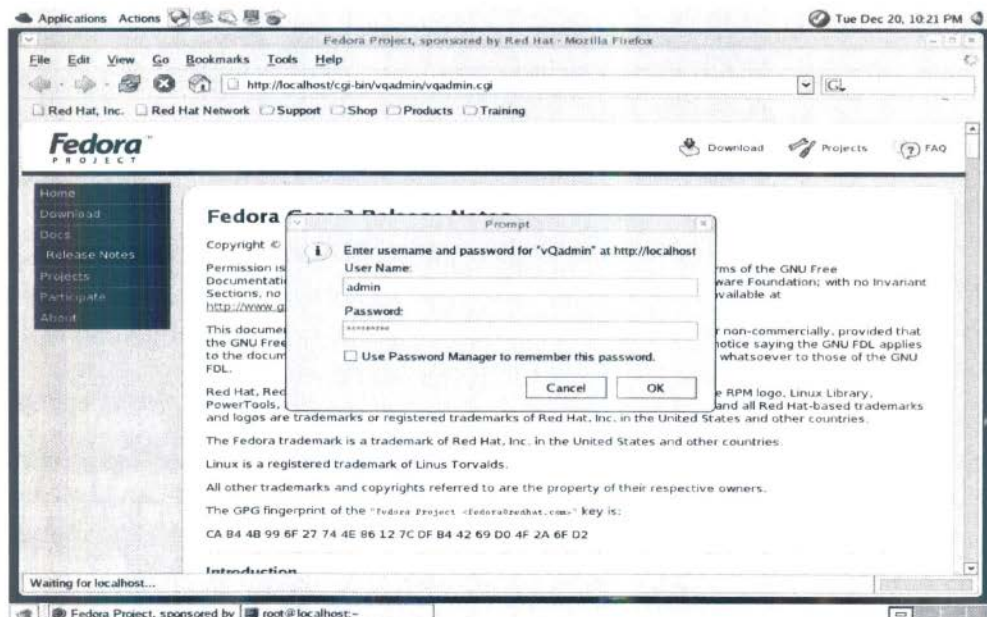 Applications Actions
Tue Dec 20, 10:21 PM
Fedora Project, sponsored by Red Hat - Mozilla Firefox
File Edit View Go Bookmarks Tools Help
http://localhost/cgi-bin/vqadmin/vqadmin.cgi
Red Hat, Inc. Red Hat Network Support Shop Products Training
Fedora
PROJECT
Download Projects FAQ
Home
Download
Docs
Release Notes
Projects
Participate
About
Fedora Core 3 Release Notes
Copyright ©
Permission is
rms of the GNU Free
Documentati
ware Foundation; with no Invariant
Sections, no
vailable at
http://www.g
This documen
r non-commercially, provided that
the GNU Free
notice saying the GNU FDL applies
to the docum
whatsoever to those of the GNU
FDL.
Red Hat, Red
e RPM logo, Linux Library,
PowerTools,
and all Red Hat-based trademarks
and logos are trademarks or registered trademarks of Red Hat, Inc. in the United States and other countries.
The Fedora trademark is a trademark of Red Hat, Inc. in the United States and other countries.
Linux is a registered trademark of Linus Torvalds.
All other trademarks and copyrights referred to are the property of their respective owners.
The GPG fingerprint of the "Fedora Project <fedora@redhat.com>" key is:
CA B4 4B 99 6F 27 74 4E 86 12 7C DF B4 42 69 D0 4F 2A 6F D2
Introduction
Prompt
Enter username and password for "vQadmin" at http://localhost
User Name:
admin
Password:
*********
Use Password Manager to remember this password.
Cancel OK
Waiting for localhost...
Fedora Project, sponsored by root@localhost:~